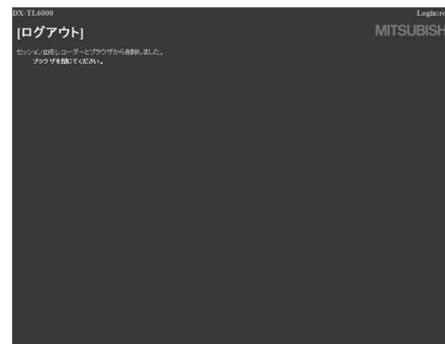 DX-TL6000
Login:ro
[ログアウト]
MITSUBISH
セッションIDをレコーダーとブラウザから削除しました。
ブラウザを閉じてください。